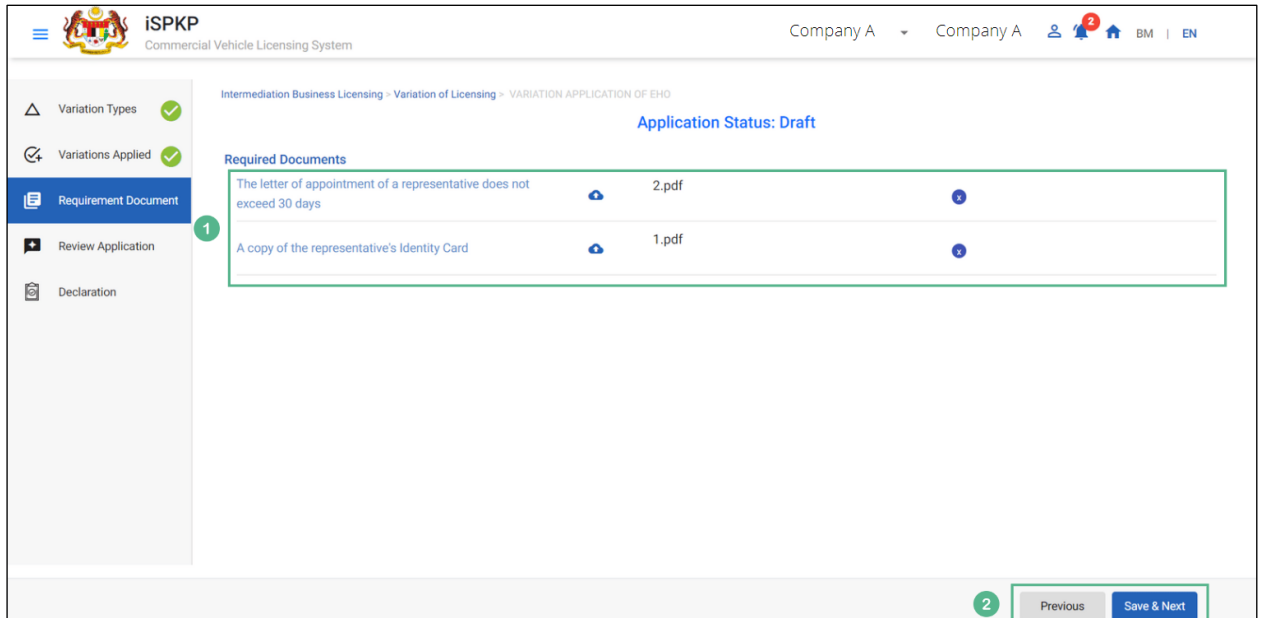 iSPKP
Commercial Vehicle Licensing System
Company A
Company A
2
BM | EN
Variation Types
Variations Applied
Requirement Document
Review Application
Declaration
Intermediation Business Licensing > Variation of Licensing > VARIATION APPLICATION OF EHO
Application Status: Draft
Required Documents
1
The letter of appointment of a representative does not
exceed 30 days
2.pdf
x
A copy of the representative's Identity Card
1.pdf
x
2
Previous
Save & Next